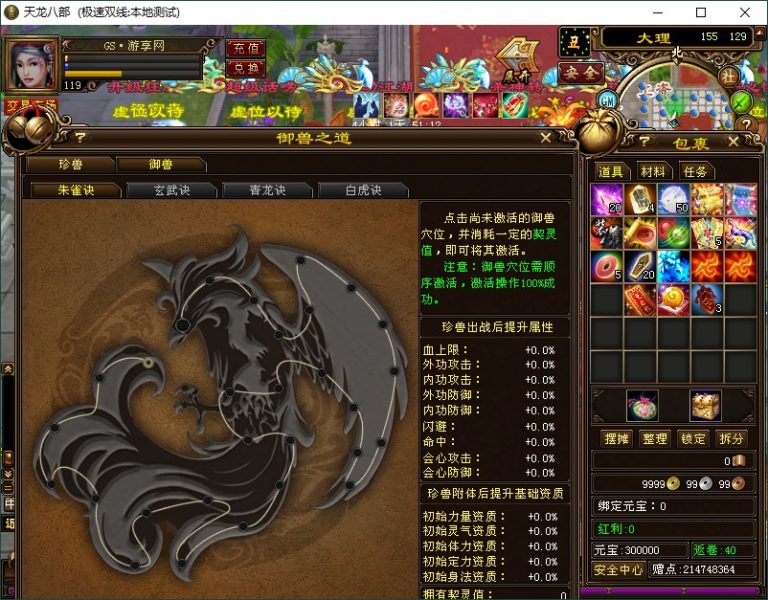 天龙八部 (极速双线:本地测试)
GS·游享网
充值
兑换
119
展开
丑
大理 155 129
北
安全
社
GM
虚位以待
虚位以待
御兽之道
包裹
珍兽
御兽
朱雀诀
玄武诀
青龙诀
白虎诀
点击尚未激活的御兽
穴位，并消耗一定的契灵
值，即可将其激活。
注意：御兽穴位需顺
序激活，激活操作100%成
功。
珍兽出战后提升属性
血上限： +0.0%
外功攻击： +0.0%
内功攻击： +0.0%
外功防御： +0.0%
内功防御： +0.0%
闪避： +0.0%
命中： +0.0%
会心攻击： +0.0%
会心防御： +0.0%
珍兽附体后提升基础资质
初始力量资质： +0.0%
初始灵气资质： +0.0%
初始体力资质： +0.0%
初始定力资质： +0.0%
初始身法资质： +0.0%
拥有契灵值： 0
道具
材料
任务
20
4
50
5
5
20
3
摆摊
整理
锁定
拆分
0
9999 99 99
绑定元宝：0
红利:0
元宝:300000
返卷:40
安全中心
赠点:214748364